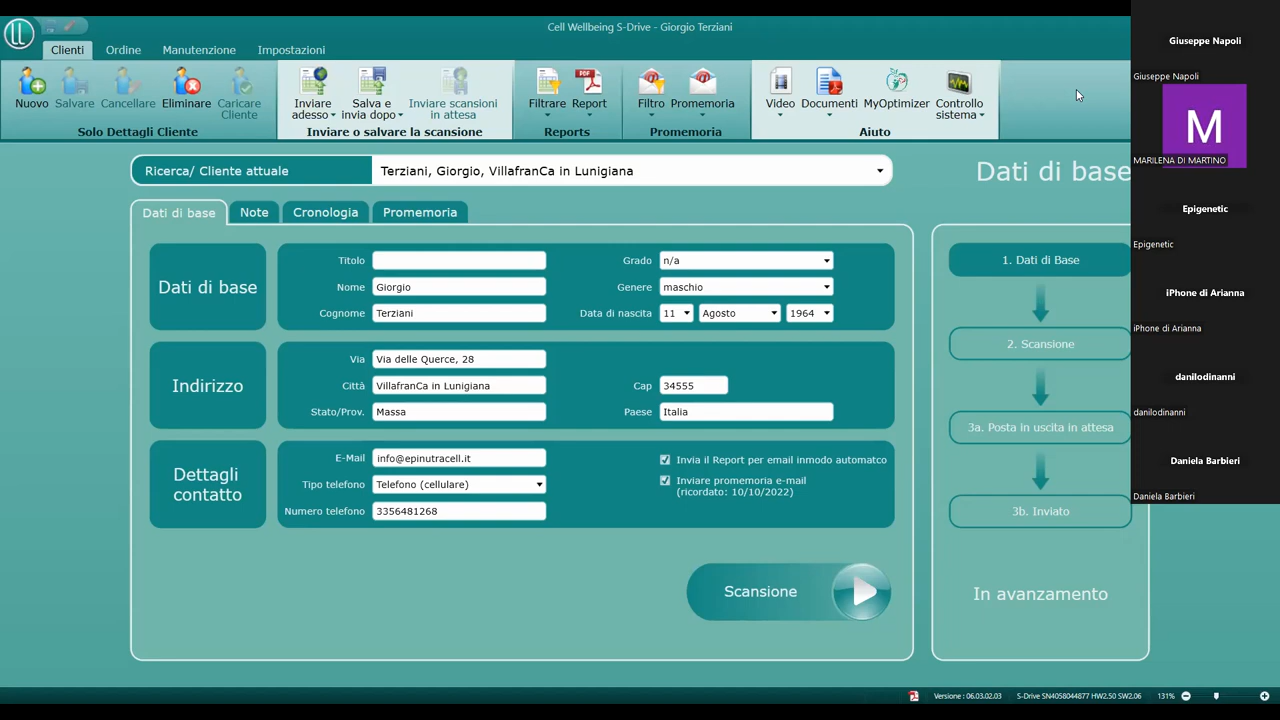 Cell Wellbeing S-Drive - Giorgio Terziani
Clienti Ordine Manutenzione Impostazioni
Nuovo Salvare Cancellare Eliminare Caricare Cliente
Solo Dettagli Cliente
Inviare adesso Salva e invia dopo Inviare scansioni in attesa
Inviare o salvare la scansione
Filtrare Report
Reports
Filtro Promemoria
Promemoria
Video Documenti MyOptimizer Controllo sistema
Aiuto
Ricerca/ Cliente attuale Terziani, Giorgio, VillafranCa in Lunigiana
Dati di base
Dati di base Note Cronologia Promemoria
Dati di base
Titolo
Grado n/a
Nome Giorgio
Genere maschio
Cognome Terziani
Data di nascita 11 Agosto 1964
Indirizzo
Via Via delle Querce, 28
Città VillafranCa in Lunigiana
Cap 34555
Stato/Prov. Massa
Paese Italia
Dettagli
contatto
E-Mail info@epinutracell.it
Invia il Report per email inmodo automatco
Tipo telefono Telefono (cellulare)
Inviare promemoria e-mail
(ricordato: 10/10/2022)
Numero telefono 3356481268
Scansione
1. Dati di Base
2. Scansione
3a. Posta in uscita in attesa
3b. Inviato
In avanzamento
Versione : 06.03.02.03 S-Drive SN4058044877 HW2.50 SW2.06 131%
Giuseppe Napoli
Giuseppe Napoli
M
MARILENA DI MARTINO
Epigenetic
Epigenetic
iPhone di Arianna
iPhone di Arianna
danilodinanni
danilodinanni
Daniela Barbieri
Daniela Barbieri